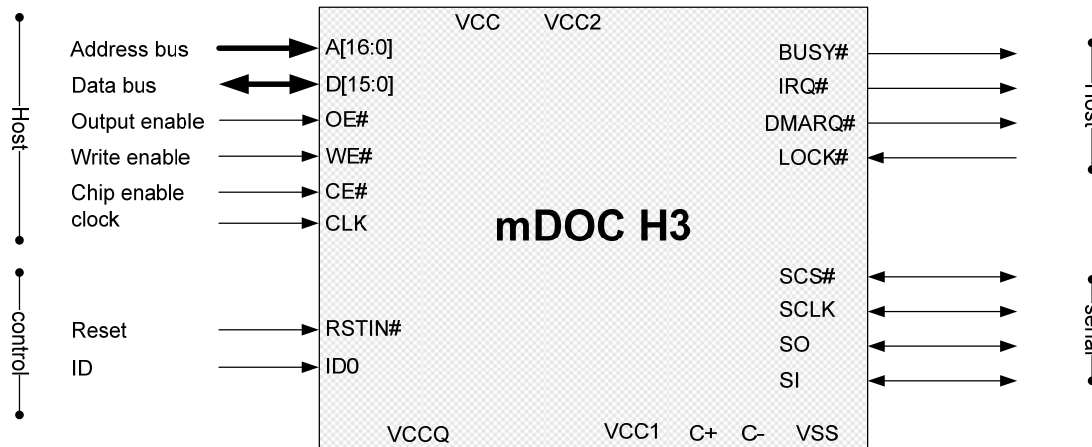 VCC VCC2
Host
Address bus A[16:0]
Data bus D[15:0]
Output enable OE#
Write enable WE#
Chip enable CE#
clock CLK
BUSY#
IRQ#
DMARQ#
LOCK#
Host
mDOC H3
control
Reset RSTIN#
ID ID0
SCS#
SCLK
SO
SI
serial
VCCQ VCC1 C+ C- VSS